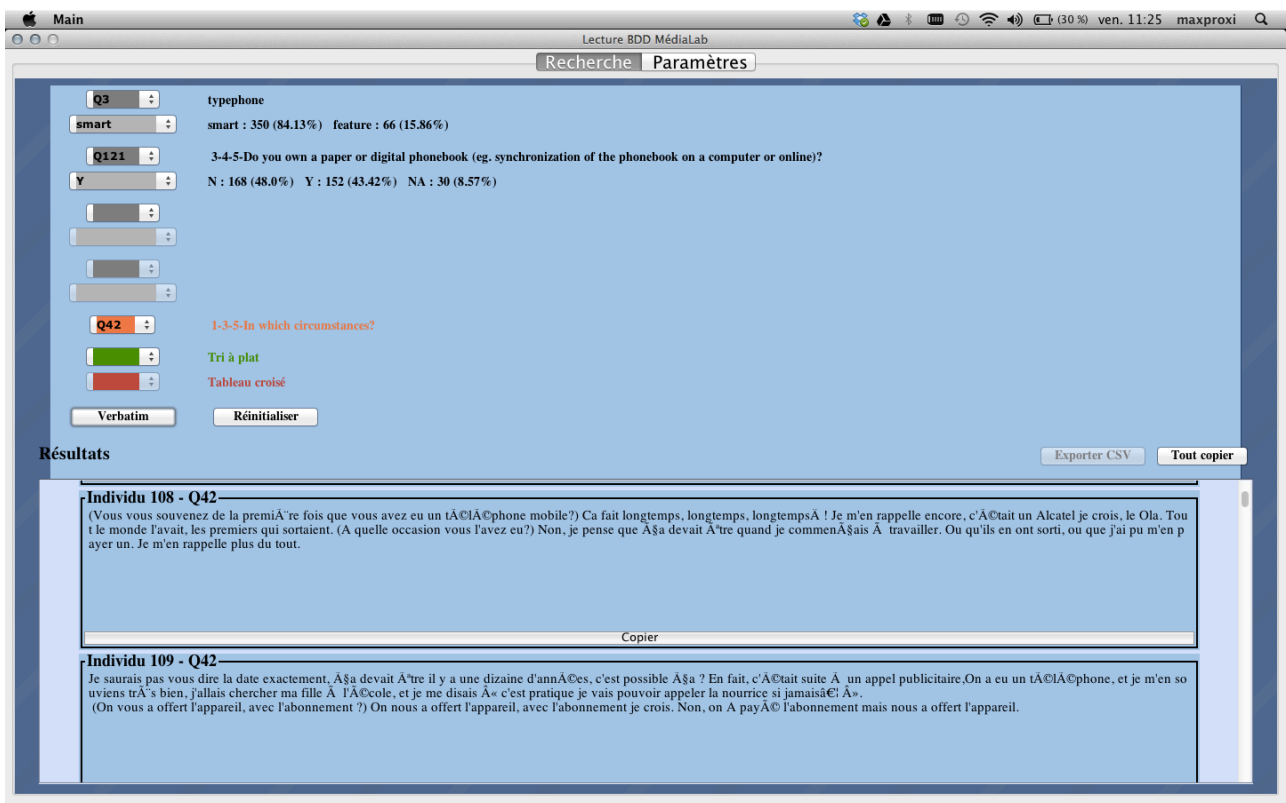 Main (30 %) ven. 11:25 maxproxi
Lecture BDD MédiaLab
Recherche Paramètres
Q3 typephone
smart smart : 350 (84.13%) feature : 66 (15.86%)
Q121 3-4-5-Do you own a paper or digital phonebook (eg. synchronization of the phonebook on a computer or online)?
Y N : 168 (48.0%) Y : 152 (43.42%) NA : 30 (8.57%)
Q42 1-3-5-In which circumstances?
Tri à plat
Tableau croisé
Verbatim Réinitialiser
Résultats Exporter CSV Tout copier
Individu 108 - Q42
(Vous vous souvenez de la premiÃ¨re fois que vous avez eu un tÃ©lÃ©phone mobile?) Ca fait longtemps, longtemps, longtempsÂ ! Je m'en rappelle encore, c'Ã©tait un Alcatel je crois, le Ola. Tou
t le monde l'avait, les premiers qui sortaient. (A quelle occasion vous l'avez eu?) Non, je pense que Ã§a devait Ãªtre quand je commenÃ§ais Ã  travailler. Ou qu'ils en ont sorti, ou que j'ai pu m'en p
ayer un. Je m'en rappelle plus du tout.
Copier
Individu 109 - Q42
Je saurais pas vous dire la date exactement, Ã§a devait Ãªtre il y a une dizaine d'annÃ©es, c'est possible Ã§a ? En fait, c'Ã©tait suite Ã  un appel publicitaire,On a eu un tÃ©lÃ©phone, et je m'en so
uviens trÃ¨s bien, j'allais chercher ma fille Ã  l'Ã©cole, et je me disais Â« c'est pratique je vais pouvoir appeler la nourrice si jamaisâ€¦ Â».
(On vous a offert l'appareil, avec l'abonnement ?) On nous a offert l'appareil, avec l'abonnement je crois. Non, on A payÃ© l'abonnement mais nous a offert l'appareil.